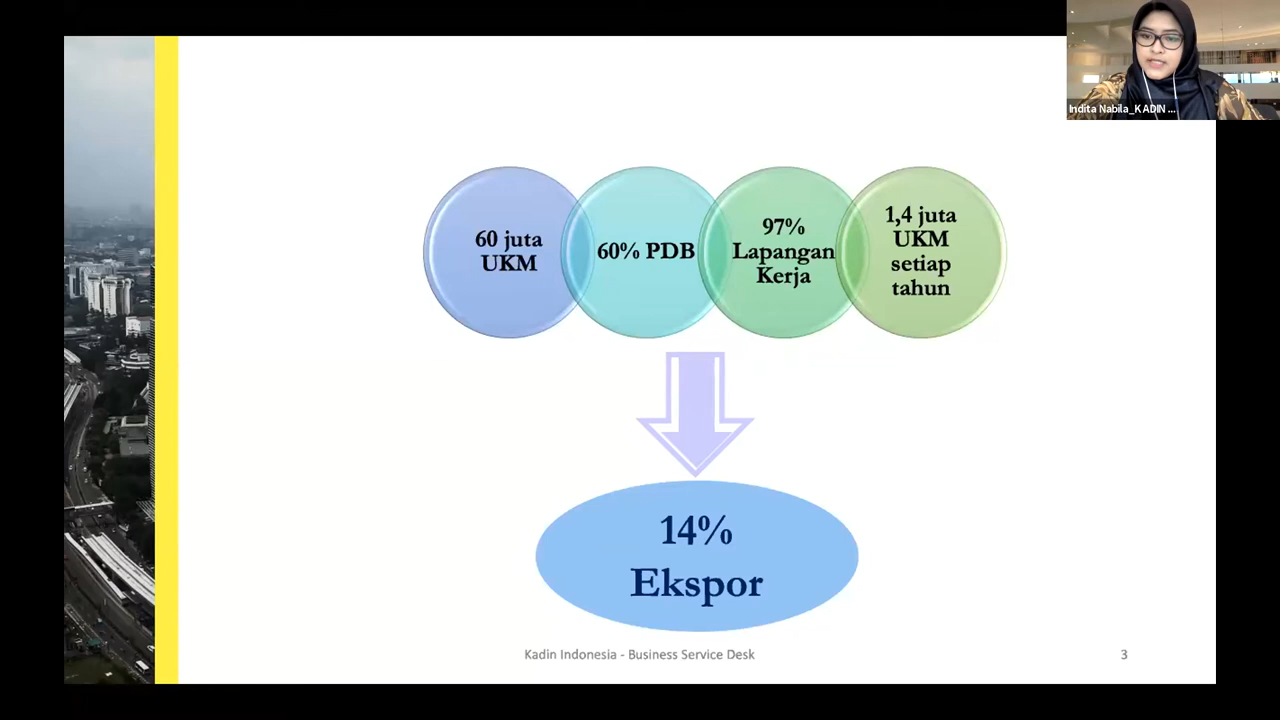 Indita Nabila_KADIN ...
60 juta
UKM
60% PDB
97%
Lapangan
Kerja
1,4 juta
UKM
setiap
tahun
14%
Ekspor
Kadin Indonesia - Business Service Desk
3